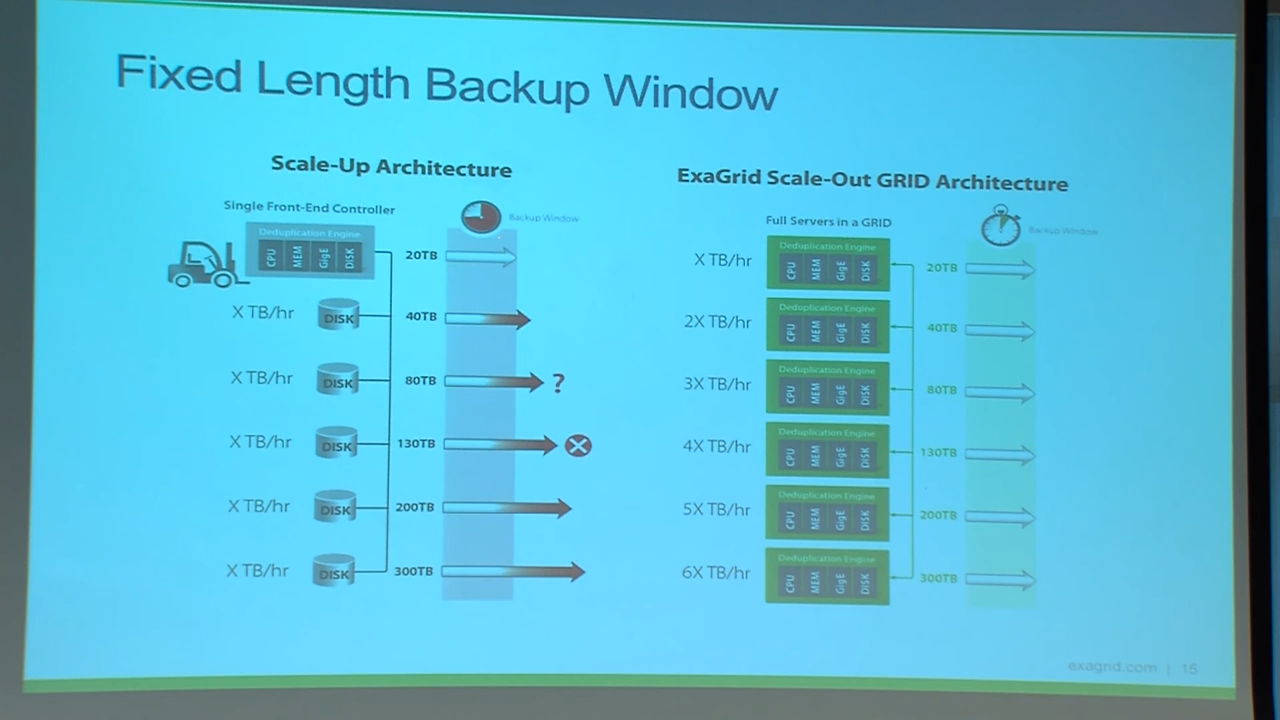 Fixed Length Backup Window
Scale-Up Architecture
Single Front-End Controller
Backup Window
Deduplication Engine
CPU MEM GigE DISK
20TB
X TB/hr DISK 40TB
X TB/hr DISK 80TB ?
X TB/hr DISK 130TB
X TB/hr DISK 200TB
X TB/hr DISK 300TB
ExaGrid Scale-Out GRID Architecture
Full Servers in a GRID
Backup Window
Deduplication Engine
X TB/hr CPU MEM GigE DISK 20TB
Deduplication Engine
2X TB/hr CPU MEM GigE DISK 40TB
Deduplication Engine
3X TB/hr CPU MEM GigE DISK 80TB
Deduplication Engine
4X TB/hr CPU MEM GigE DISK 130TB
Deduplication Engine
5X TB/hr CPU MEM GigE DISK 200TB
Deduplication Engine
6X TB/hr CPU MEM GigE DISK 300TB
exagrid.com | 15